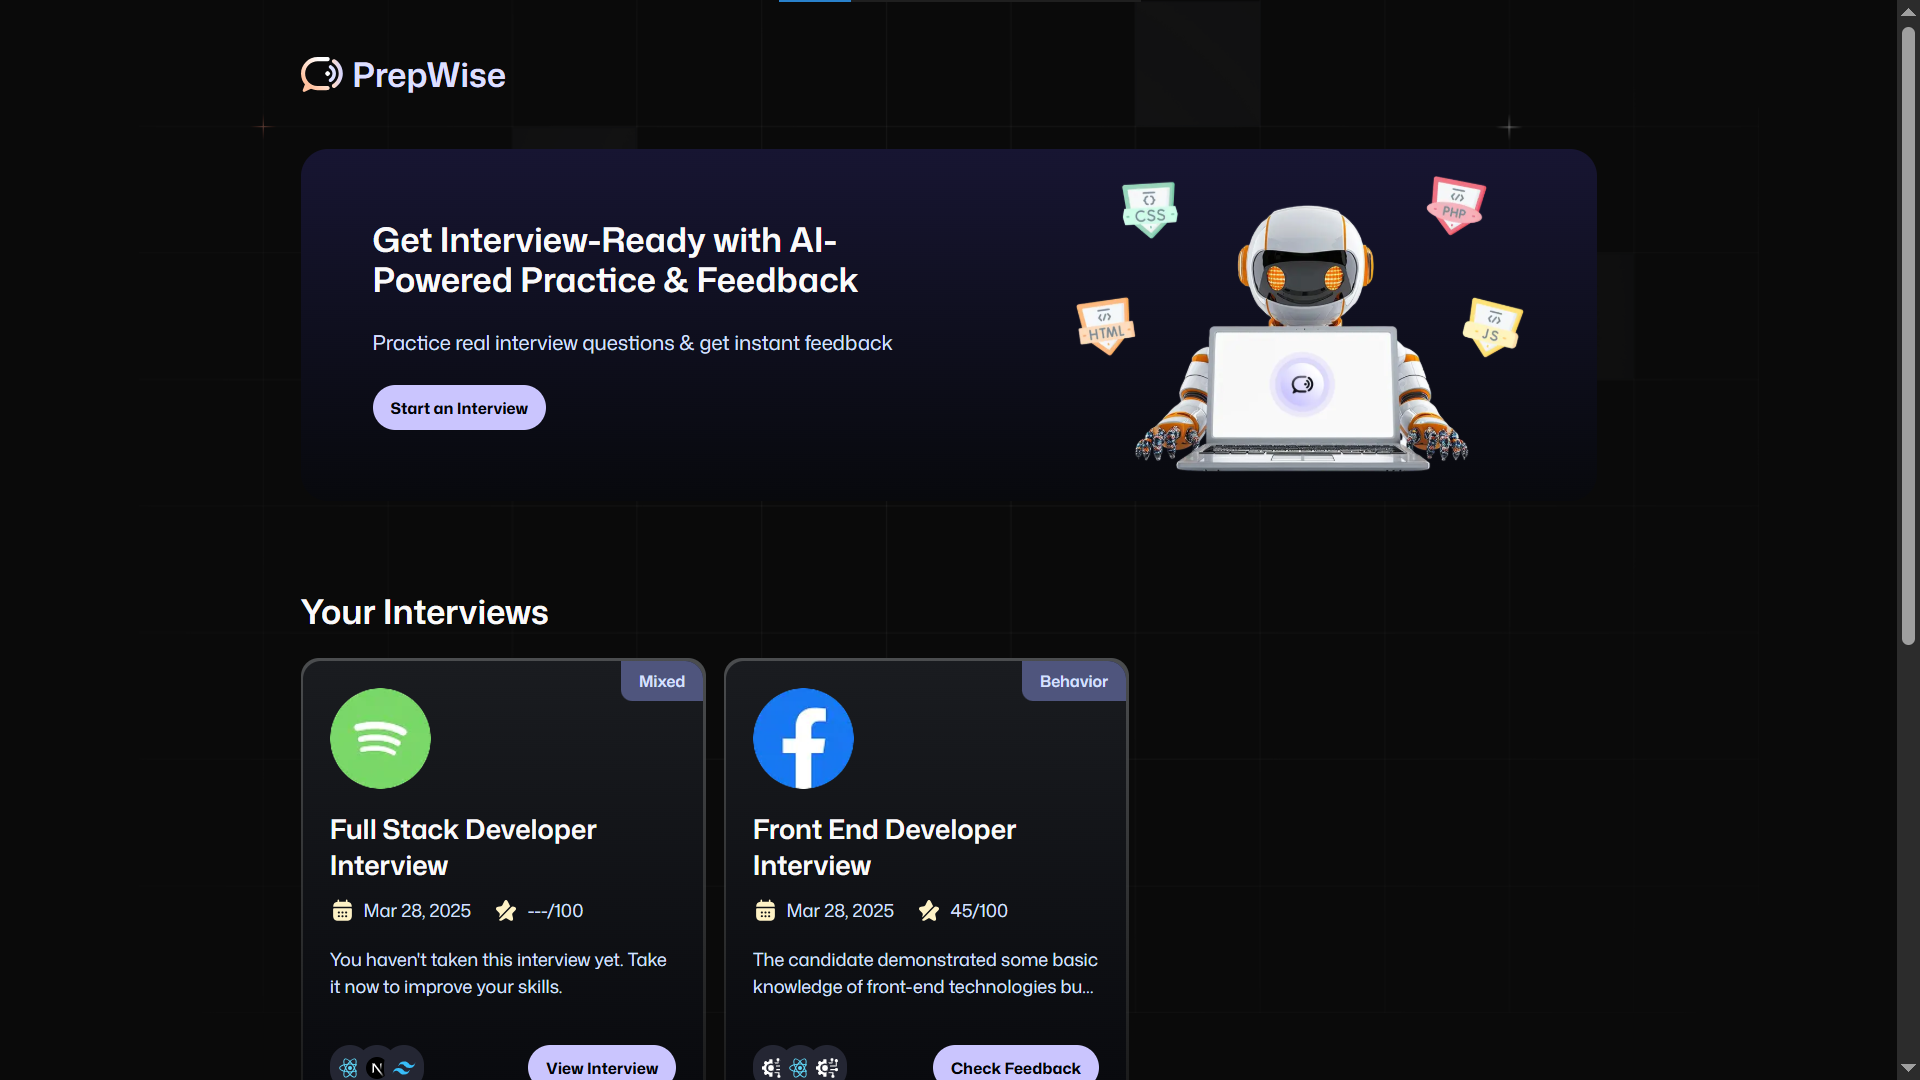 PrepWise
Get Interview-Ready with AI-
Powered Practice & Feedback
Practice real interview questions & get instant feedback
Start an Interview
CSS
PHP
HTML
JS
Your Interviews
Mixed
Full Stack Developer
Interview
Mar 28, 2025 ---/100
You haven't taken this interview yet. Take
it now to improve your skills.
N
View Interview
Behavior
Front End Developer
Interview
Mar 28, 2025 45/100
The candidate demonstrated some basic
knowledge of front-end technologies bu...
Check Feedback